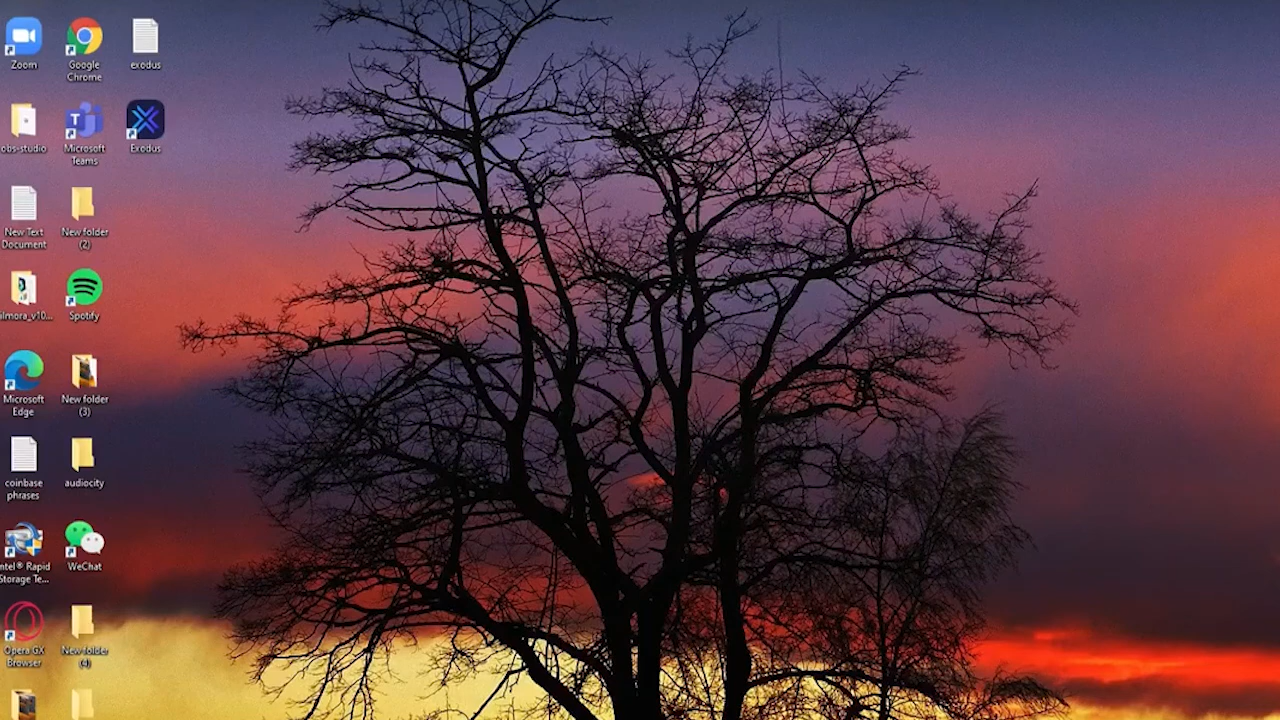 Zoom
Google
Chrome
exodus
obs-studio
Microsoft
Teams
Exodus
New Text
Document
New folder
(2)
ilmora_v10...
Spotify
Microsoft
Edge
New folder
(3)
coinbase
phrases
audiocity
ntel® Rapid
Storage Te...
WeChat
Opera GX
Browser
New folder
(4)